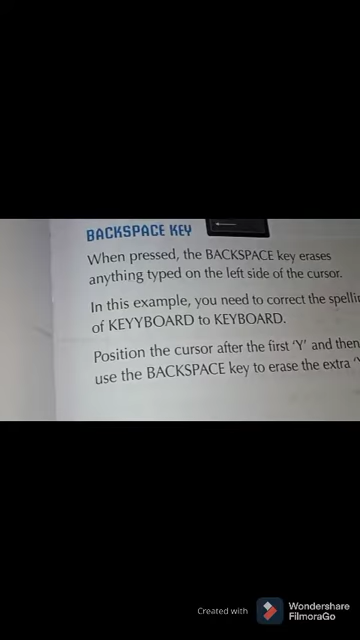 BACKSPACE KEY
When pressed, the BACKSPACE key erases
anything typed on the left side of the cursor.
In this example, you need to correct the spelli
of KEYYBOARD to KEYBOARD.
Position the cursor after the first 'Y' and then
use the BACKSPACE key to erase the extra 'Y
Created with
Wondershare
FilmoraGo